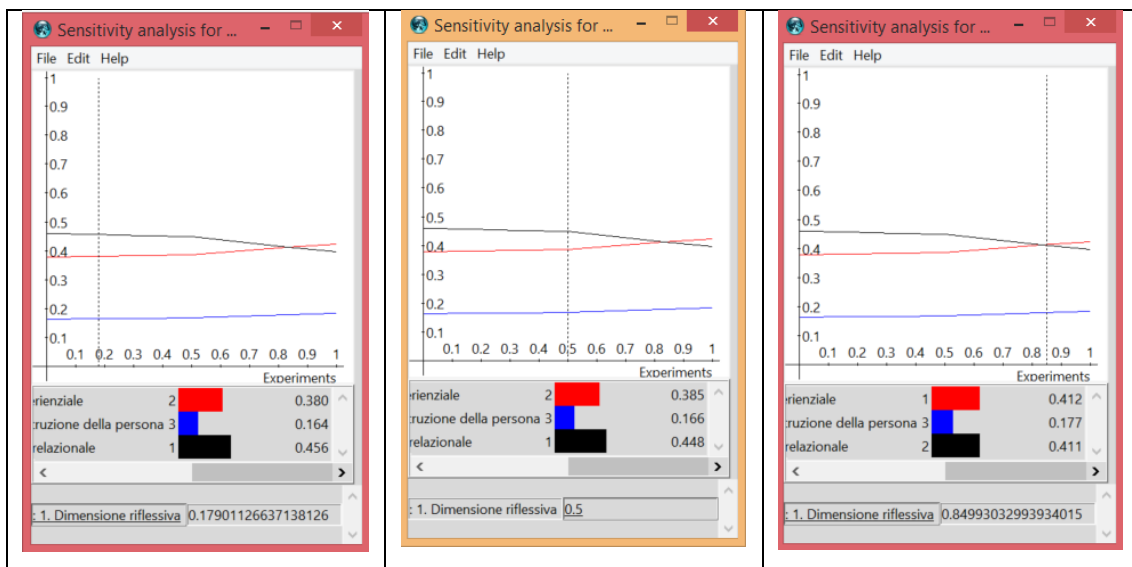 Sensitivity analysis for ...
File Edit Help
1
0.9
0.8
0.7
0.6
0.5
0.4
0.3
0.2
0.1
0.1 0.2 0.3 0.4 0.5 0.6 0.7 0.8 0.9 1
Experiments
rienziale 2 0.380
truzione della persona 3 0.164
relazionale 1 0.456
: 1. Dimensione riflessiva 0.17901126637138126
Sensitivity analysis for ...
File Edit Help
1
0.9
0.8
0.7
0.6
0.5
0.4
0.3
0.2
0.1
0.1 0.2 0.3 0.4 0.5 0.6 0.7 0.8 0.9 1
Experiments
rienziale 2 0.385
truzione della persona 3 0.166
relazionale 1 0.448
: 1. Dimensione riflessiva 0.5
Sensitivity analysis for ...
File Edit Help
1
0.9
0.8
0.7
0.6
0.5
0.4
0.3
0.2
0.1
0.1 0.2 0.3 0.4 0.5 0.6 0.7 0.8 0.9 1
Experiments
rienziale 1 0.412
truzione della persona 3 0.177
relazionale 2 0.411
: 1. Dimensione riflessiva 0.84993032993934015